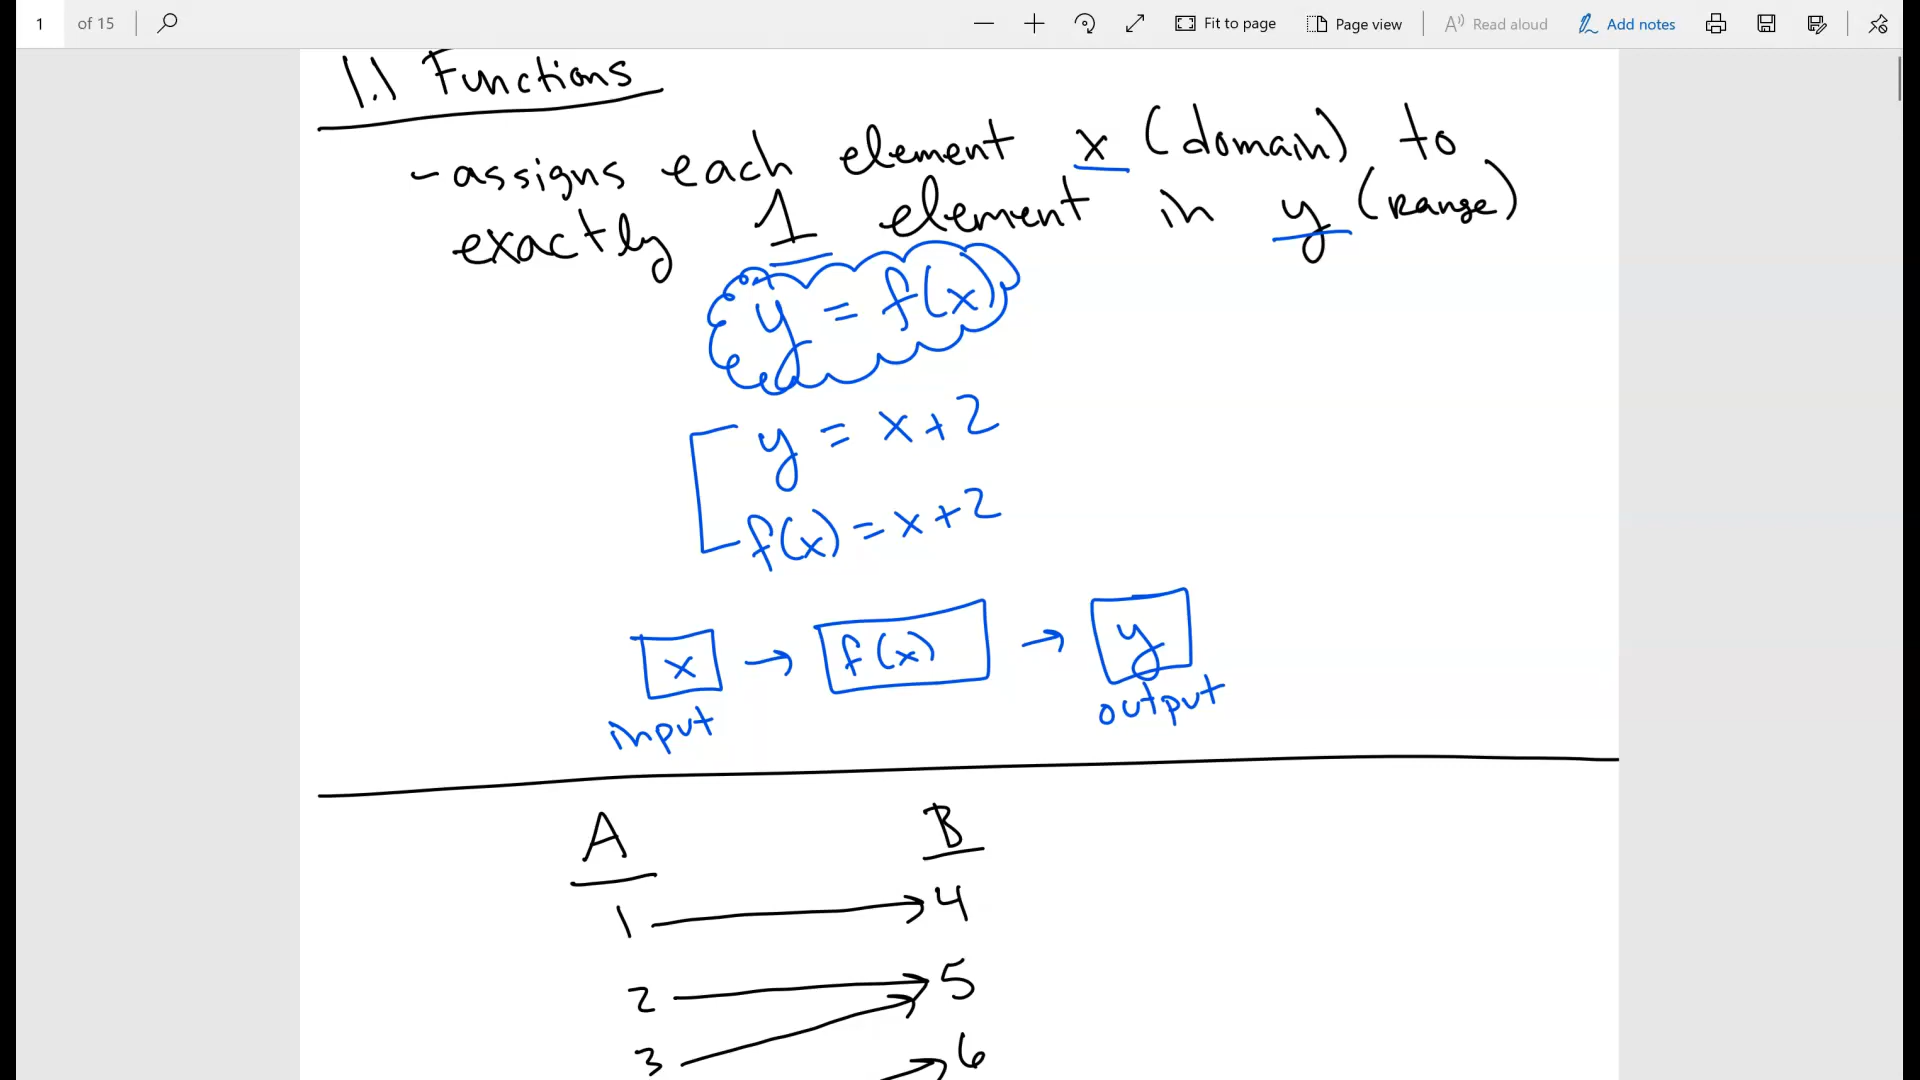 1 of 15 Fit to page Page view Read aloud Add notes
1.1 Functions
- assigns each element x (domain) to
exactly 1 element in y (range)
y = f(x)
y = x+2
f(x) = x+2
x → f(x) → y
input output
A B
1 → 4
2 → 5
3 6